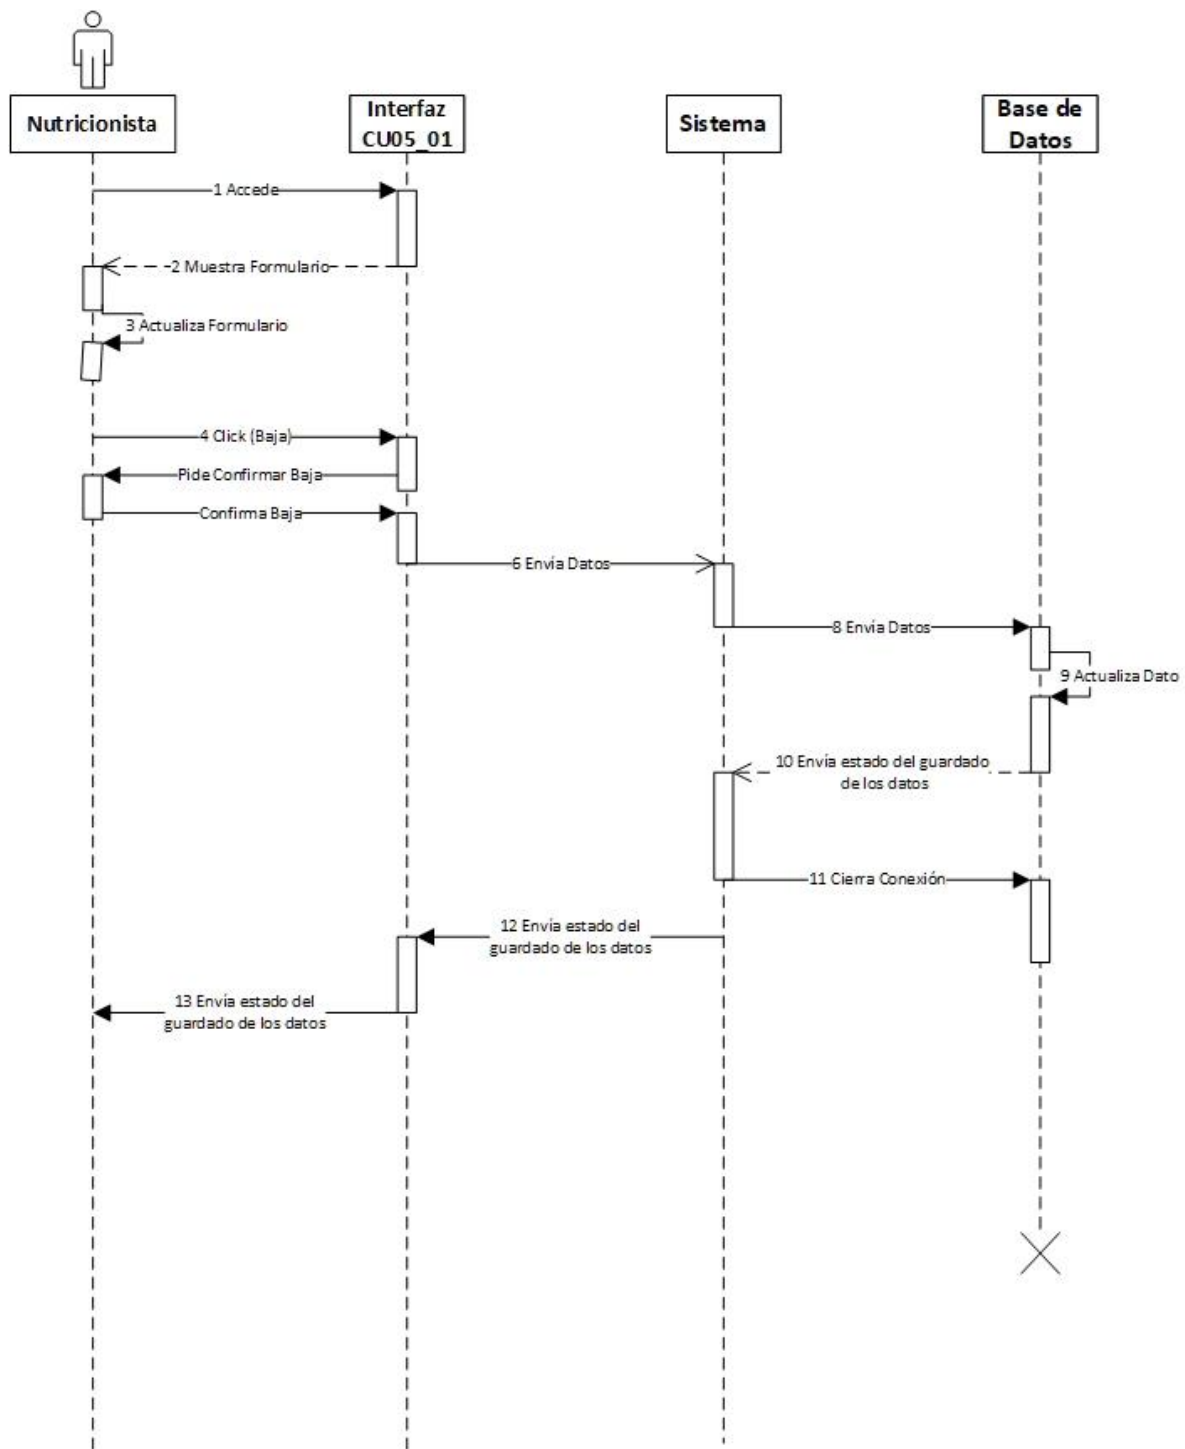 Nutricionista
Interfaz
CU05_01
Sistema
Base de
Datos
1 Accede
2 Muestra Formulario
3 Actualiza Formulario
4 Click (Baja)
Pide Confirmar Baja
Confirma Baja
6 Envía Datos
8 Envía Datos
9 Actualiza Dato
10 Envía estado del guardado
de los datos
11 Cierra Conexión
12 Envía estado del
guardado de los datos
13 Envía estado del
guardado de los datos